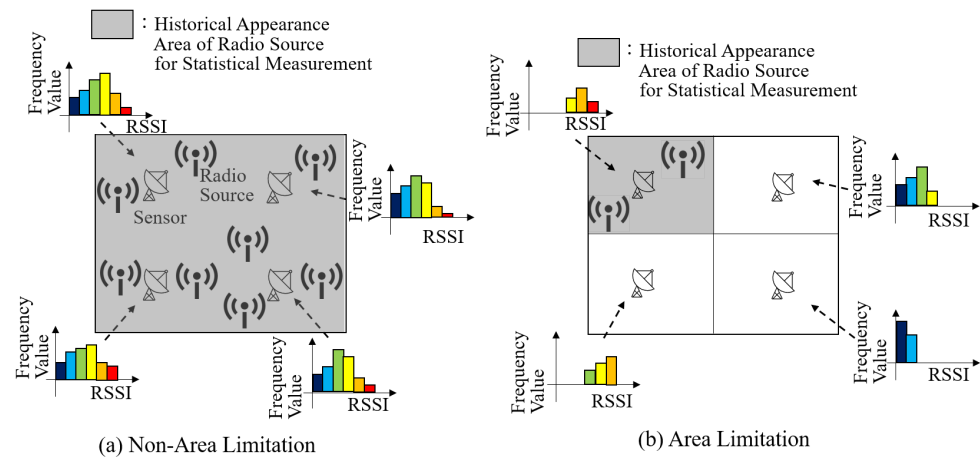 : Historical Appearance
Area of Radio Source
for Statistical Measurement
Frequency
Value
RSSI
Radio
Source
Sensor
Frequency
Value
RSSI
Frequency
Value
RSSI
Frequency
Value
RSSI
(a) Non-Area Limitation
: Historical Appearance
Area of Radio Source
for Statistical Measurement
Frequency
Value
RSSI
Frequency
Value
RSSI
Frequency
Value
RSSI
Frequency
Value
RSSI
(b) Area Limitation